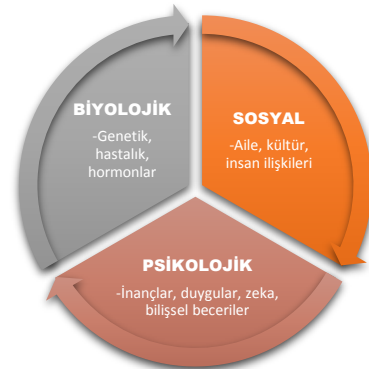 BİYOLOJİK
-Genetik,
hastalık,
hormonlar
SOSYAL
-Aile, kültür,
insan ilişkileri
PSİKOLOJİK
-İnançlar, duygular, zeka,
bilişsel beceriler